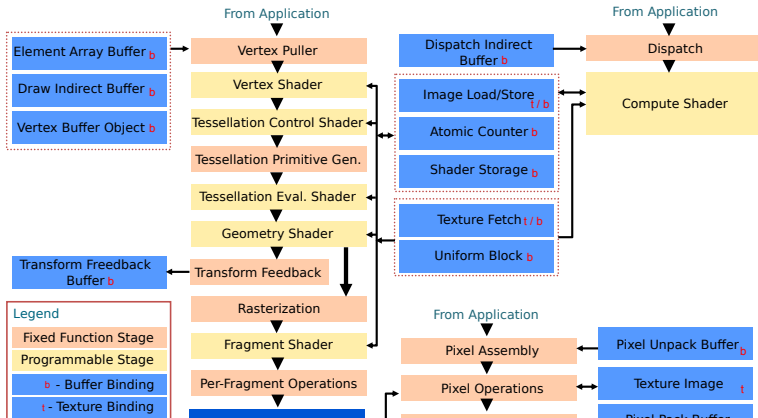 From Application
Element Array Buffer b
Draw Indirect Buffer b
Vertex Buffer Object b
Vertex Puller
Vertex Shader
Tessellation Control Shader
Tessellation Primitive Gen.
Tessellation Eval. Shader
Geometry Shader
Transform Feedback
Transform Freedback
Buffer b
Rasterization
Fragment Shader
Per-Fragment Operations
Legend
Fixed Function Stage
Programmable Stage
b - Buffer Binding
t - Texture Binding
From Application
Dispatch Indirect
Buffer b
Dispatch
Compute Shader
Image Load/Store t / b
Atomic Counter b
Shader Storage b
Texture Fetch t / b
Uniform Block b
From Application
Pixel Assembly
Pixel Operations
Pixel Unpack Buffer b
Texture Image t
Pixel Pack Buffer